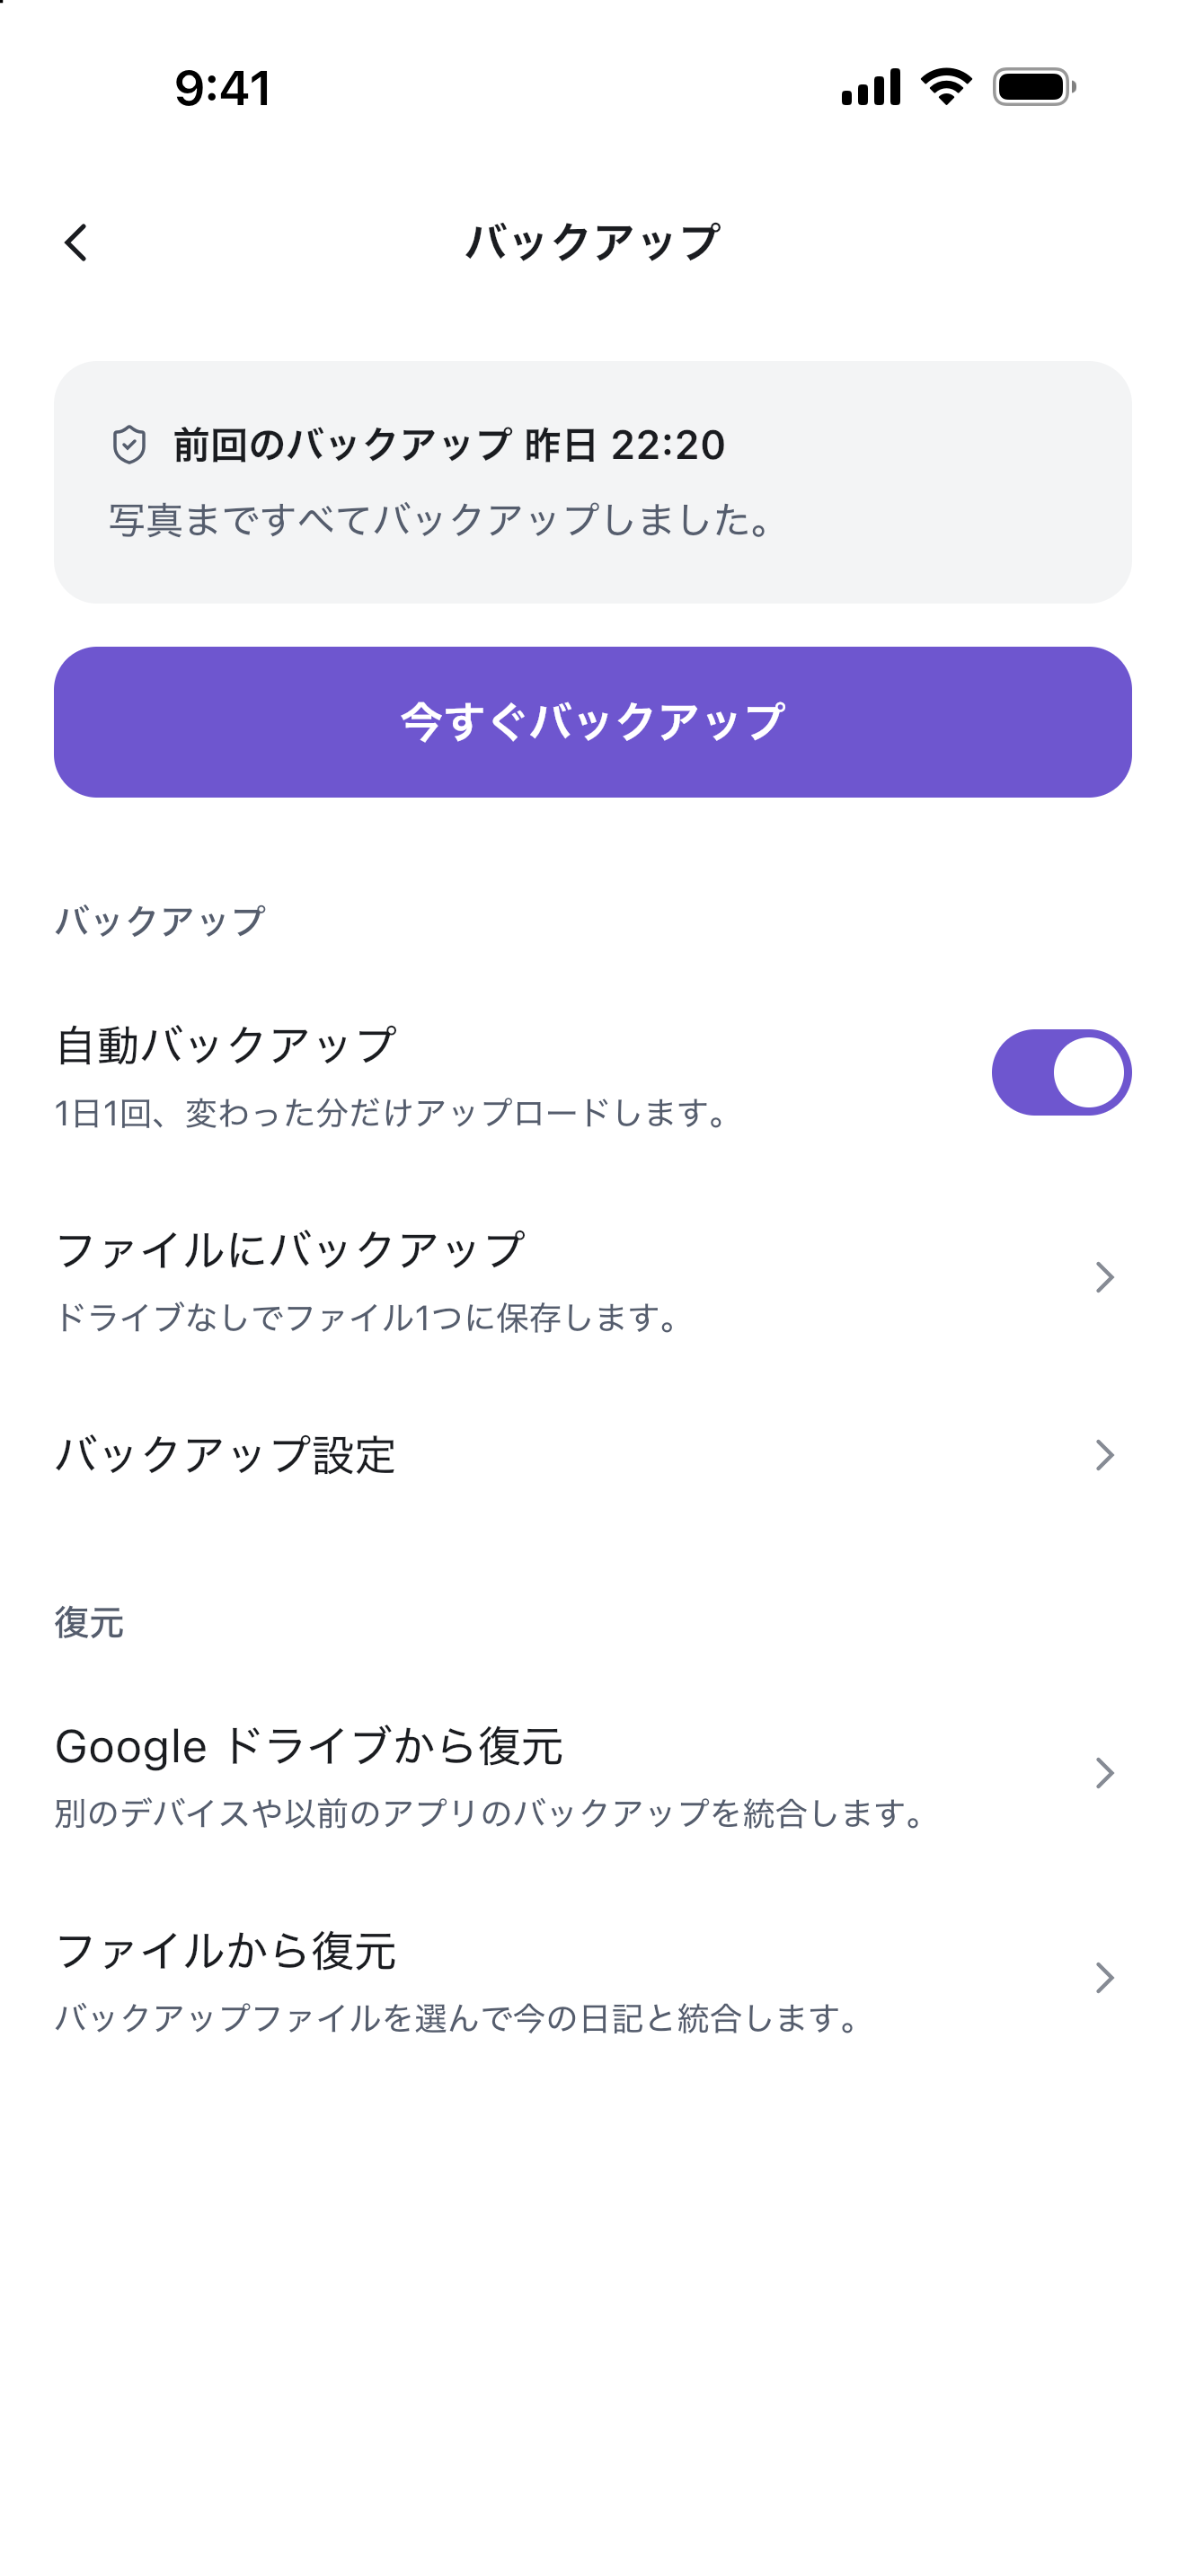 9:41
バックアップ
前回のバックアップ 昨日 22:20
写真まですべてバックアップしました。
今すぐバックアップ
バックアップ
自動バックアップ
1日1回、変わった分だけアップロードします。
ファイルにバックアップ
ドライブなしでファイル1つに保存します。
バックアップ設定
復元
Google ドライブから復元
別のデバイスや以前のアプリのバックアップを統合します。
ファイルから復元
バックアップファイルを選んで今の日記と統合します。